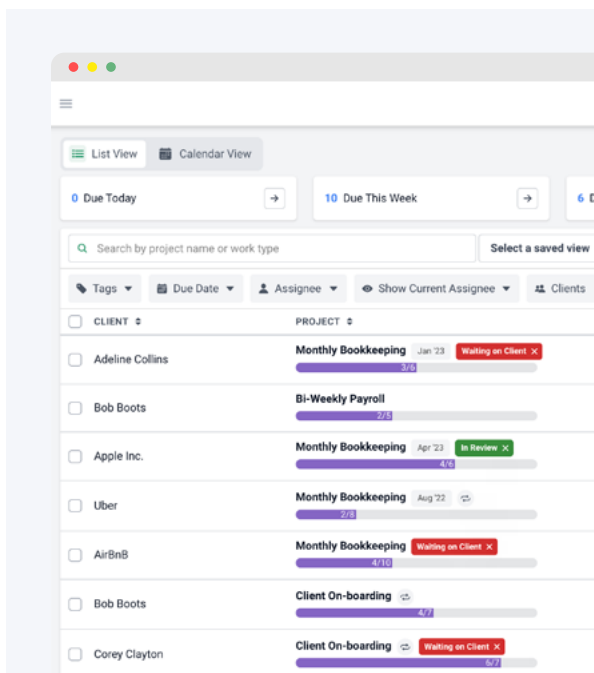 List View Calendar View
0 Due Today 10 Due This Week 6 D
Search by project name or work type Select a saved view
Tags Due Date Assignee Show Current Assignee Clients
CLIENT PROJECT
Adeline Collins Monthly Bookkeeping Jan '23 Waiting on Client ×
3/6
Bob Boots Bi-Weekly Payroll
2/5
Apple Inc. Monthly Bookkeeping Apr '23 In Review ×
4/6
Uber Monthly Bookkeeping Aug '22
2/8
AirBnB Monthly Bookkeeping Waiting on Client ×
4/10
Bob Boots Client On-boarding
4/7
Corey Clayton Client On-boarding Waiting on Client ×
6/7